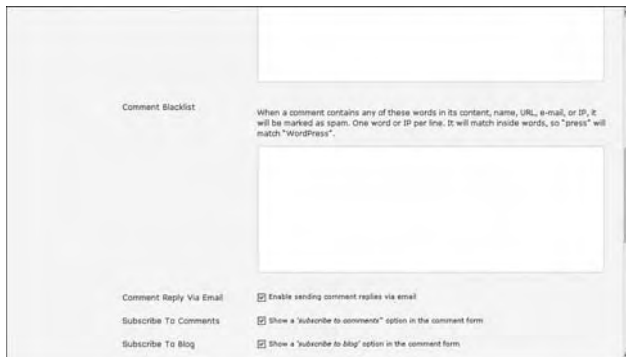 Comment Blacklist
When a comment contains any of these words in its content, name, URL, e-mail, or IP, it
will be marked as spam. One word or IP per line. It will match inside words, so "press" will
match "WordPress".
Comment Reply Via Email
Enable sending comment replies via email
Subscribe To Comments
Show a 'subscribe to comments" option in the comment form
Subscribe To Blog
Show a 'subscribe to blog' option in the comment form